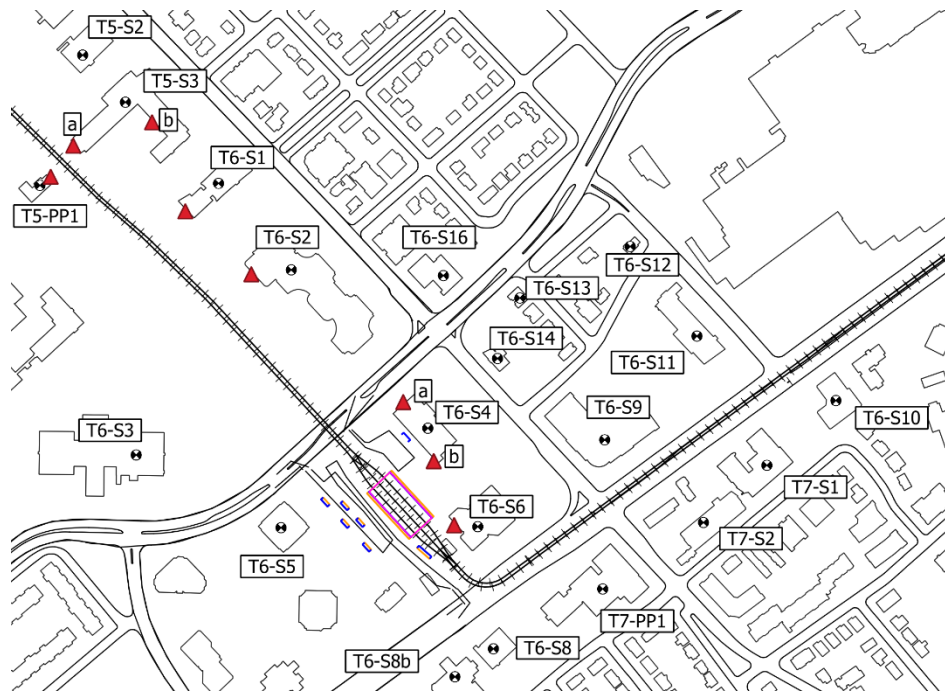 T5-S2
T5-S3
a
b
T6-S1
T5-PP1
T6-S2
T6-S16
T6-S12
T6-S13
T6-S14
T6-S11
a
T6-S4
T6-S9
T6-S10
T6-S3
b
T7-S1
T6-S6
T7-S2
T6-S5
T7-PP1
T6-S8
T6-S8b